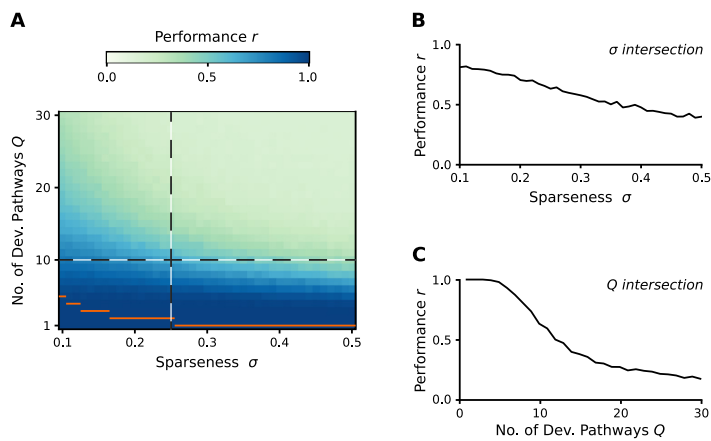 A
Performance r
0.0 0.5 1.0
30
20
10
1
No. of Dev. Pathways Q
0.1 0.2 0.3 0.4 0.5
Sparseness σ
B
σ intersection
1.0
0.5
0.0
Performance r
0.1 0.2 0.3 0.4 0.5
Sparseness σ
C
Q intersection
1.0
0.5
0.0
Performance r
0 10 20 30
No. of Dev. Pathways Q